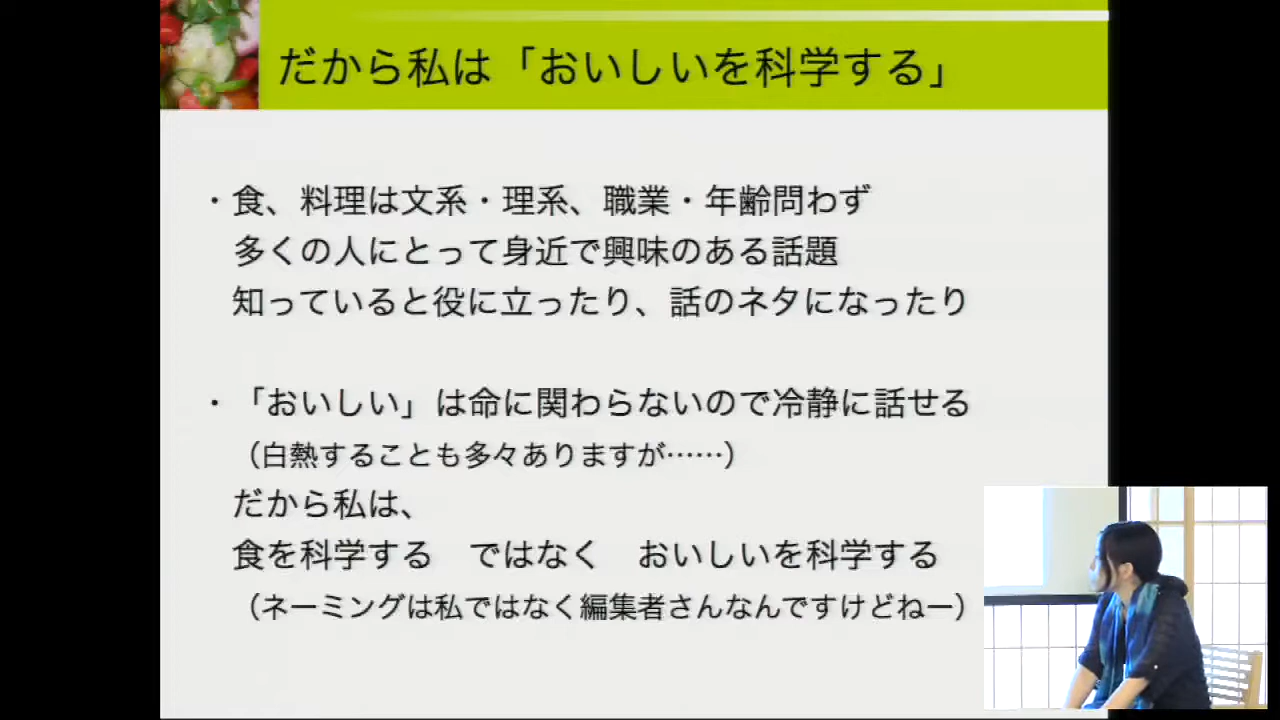 だから私は「おいしいを科学する」
・食、料理は文系・理系、職業・年齢問わず
多くの人にとって身近で興味のある話題
知っていると役に立ったり、話のネタになったり
・「おいしい」は命に関わらないので冷静に話せる
（白熱することも多々ありますが……）
だから私は、
食を科学する　ではなく　おいしいを科学する
（ネーミングは私ではなく編集者さんなんですけどねー）